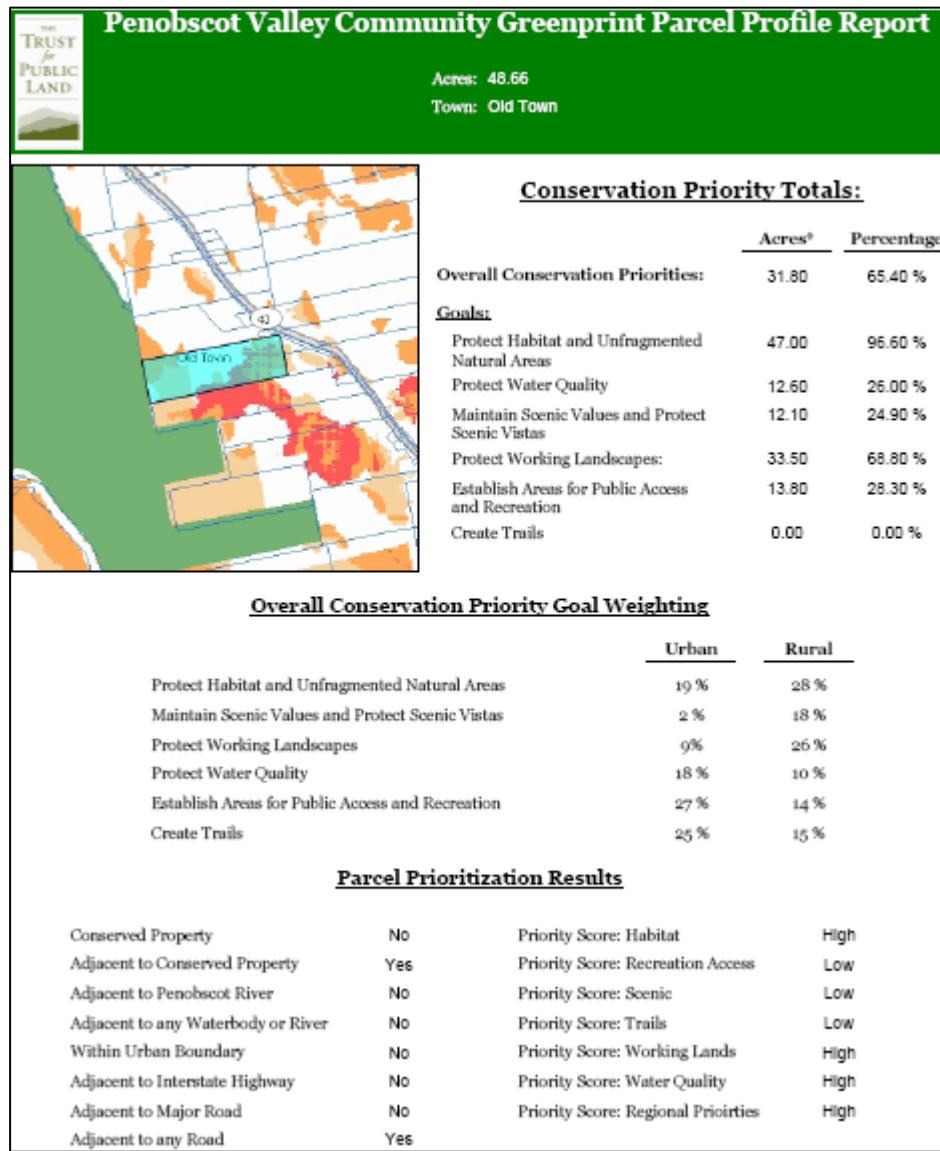 THE
TRUST
for
PUBLIC
LAND
Penobscot Valley Community Greenprint Parcel Profile Report
Acres: 48.66
Town: Old Town
Old Town
43
Conservation Priority Totals:
Acres* Percentage
Overall Conservation Priorities: 31.80 65.40 %
Goals:
Protect Habitat and Unfragmented 47.00 96.60 %
Natural Areas
Protect Water Quality 12.60 26.00 %
Maintain Scenic Values and Protect 12.10 24.90 %
Scenic Vistas
Protect Working Landscapes: 33.50 68.80 %
Establish Areas for Public Access 13.80 28.30 %
and Recreation
Create Trails 0.00 0.00 %
Overall Conservation Priority Goal Weighting
Urban Rural
Protect Habitat and Unfragmented Natural Areas 19 % 28 %
Maintain Scenic Values and Protect Scenic Vistas 2 % 18 %
Protect Working Landscapes 9% 26 %
Protect Water Quality 18 % 10 %
Establish Areas for Public Access and Recreation 27 % 14 %
Create Trails 25 % 15 %
Parcel Prioritization Results
Conserved Property No Priority Score: Habitat High
Adjacent to Conserved Property Yes Priority Score: Recreation Access Low
Adjacent to Penobscot River No Priority Score: Scenic Low
Adjacent to any Waterbody or River No Priority Score: Trails Low
Within Urban Boundary No Priority Score: Working Lands High
Adjacent to Interstate Highway No Priority Score: Water Quality High
Adjacent to Major Road No Priority Score: Regional Prioirties High
Adjacent to any Road Yes